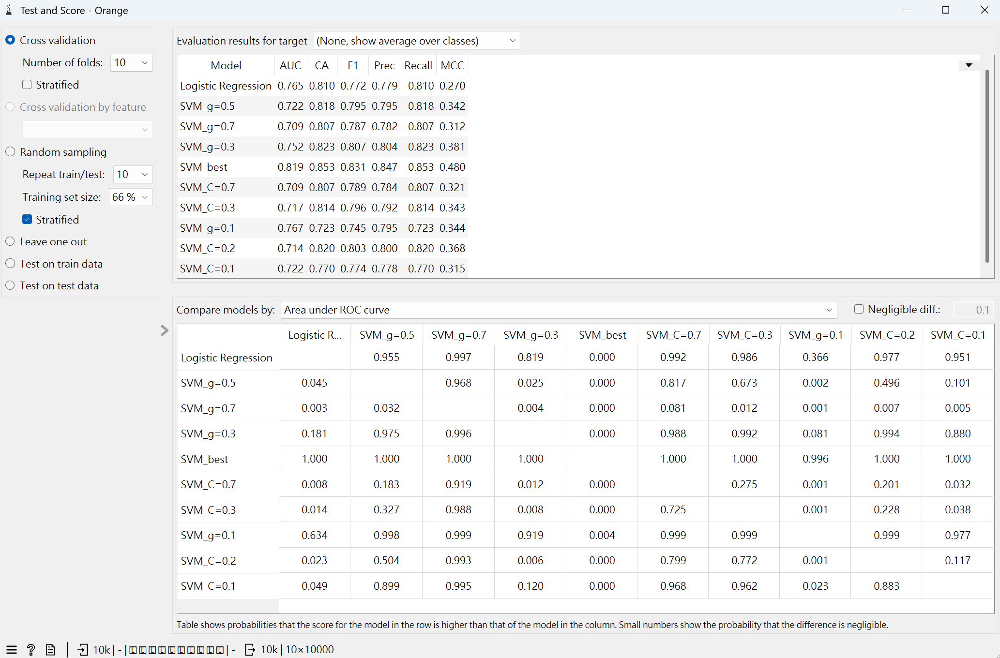 Test and Score - Orange
Cross validation
Number of folds: 10
Stratified
Cross validation by feature
Random sampling
Repeat train/test: 10
Training set size: 66 %
Stratified
Leave one out
Test on train data
Test on test data
Evaluation results for target (None, show average over classes)
Model AUC CA F1 Prec Recall MCC
Logistic Regression 0.765 0.810 0.772 0.779 0.810 0.270
SVM_g=0.5 0.722 0.818 0.795 0.795 0.818 0.342
SVM_g=0.7 0.709 0.807 0.787 0.782 0.807 0.312
SVM_g=0.3 0.752 0.823 0.807 0.804 0.823 0.381
SVM_best 0.819 0.853 0.831 0.847 0.853 0.480
SVM_C=0.7 0.709 0.807 0.789 0.784 0.807 0.321
SVM_C=0.3 0.717 0.814 0.796 0.792 0.814 0.343
SVM_g=0.1 0.767 0.723 0.745 0.795 0.723 0.344
SVM_C=0.2 0.714 0.820 0.803 0.800 0.820 0.368
SVM_C=0.1 0.722 0.770 0.774 0.778 0.770 0.315
Compare models by: Area under ROC curve Negligible diff.: 0.1
Logistic R... SVM_g=0.5 SVM_g=0.7 SVM_g=0.3 SVM_best SVM_C=0.7 SVM_C=0.3 SVM_g=0.1 SVM_C=0.2 SVM_C=0.1
Logistic Regression 0.955 0.997 0.819 0.000 0.992 0.986 0.366 0.977 0.951
SVM_g=0.5 0.045 0.968 0.025 0.000 0.817 0.673 0.002 0.496 0.101
SVM_g=0.7 0.003 0.032 0.004 0.000 0.081 0.012 0.001 0.007 0.005
SVM_g=0.3 0.181 0.975 0.996 0.000 0.988 0.992 0.081 0.994 0.880
SVM_best 1.000 1.000 1.000 1.000 1.000 1.000 0.996 1.000 1.000
SVM_C=0.7 0.008 0.183 0.919 0.012 0.000 0.275 0.001 0.201 0.032
SVM_C=0.3 0.014 0.327 0.988 0.008 0.000 0.725 0.001 0.228 0.038
SVM_g=0.1 0.634 0.998 0.999 0.919 0.004 0.999 0.999 0.999 0.977
SVM_C=0.2 0.023 0.504 0.993 0.006 0.000 0.799 0.772 0.001 0.117
SVM_C=0.1 0.049 0.899 0.995 0.120 0.000 0.968 0.962 0.023 0.883
Table shows probabilities that the score for the model in the row is higher than that of the model in the column. Small numbers show the probability that the difference is negligible.
10k | - | | - 10k | 10×10000